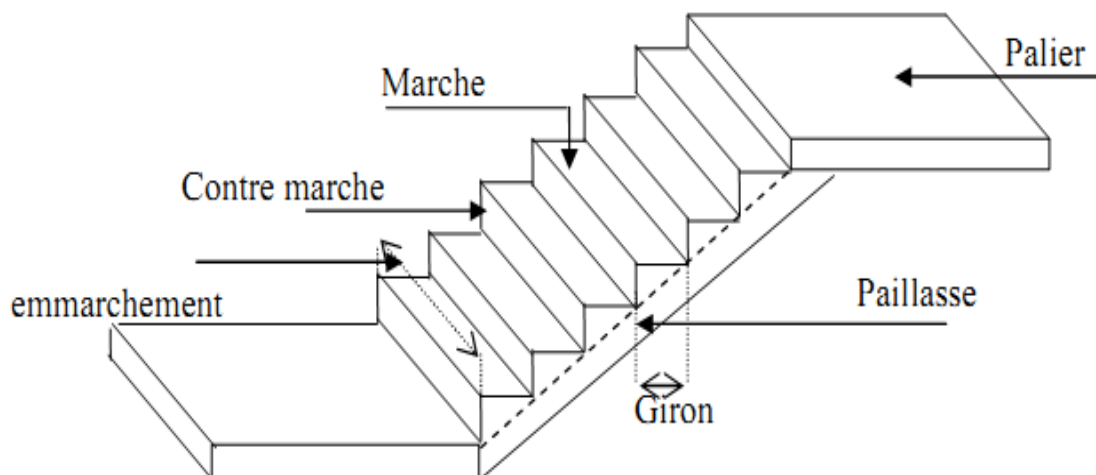 Palier
Marche
Contre marche
emmarchement
Paillasse
Giron